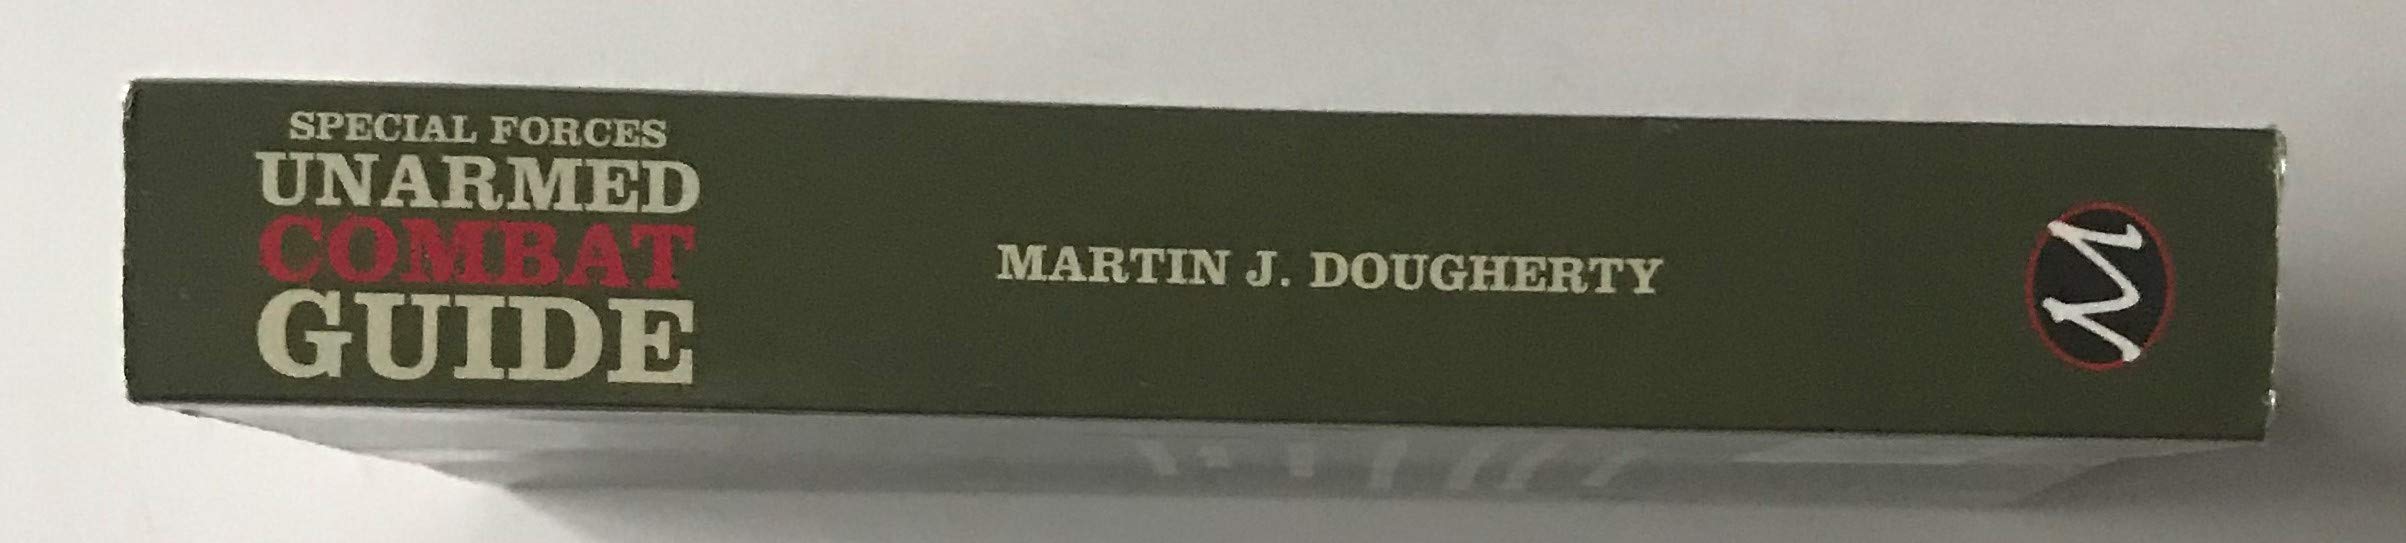 SPECIAL FORCES
UNARMED
COMBAT
GUIDE
MARTIN J. DOUGHERTY
M